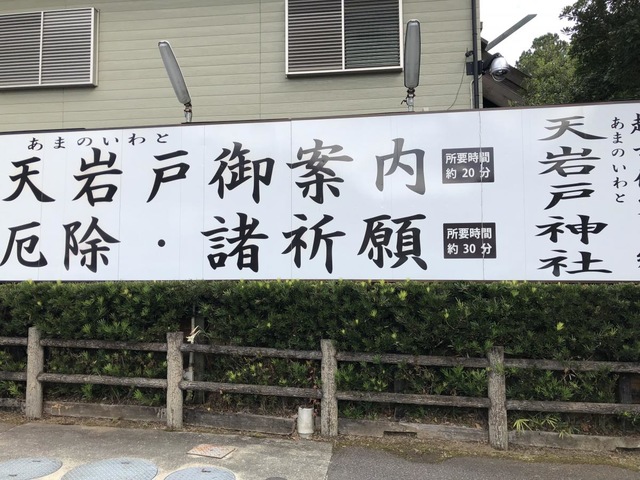 あまのいわと
天岩戸御案内
所要時間
約20分
厄除・諸祈願
所要時間
約30分
あまのいわと
天岩戸神社